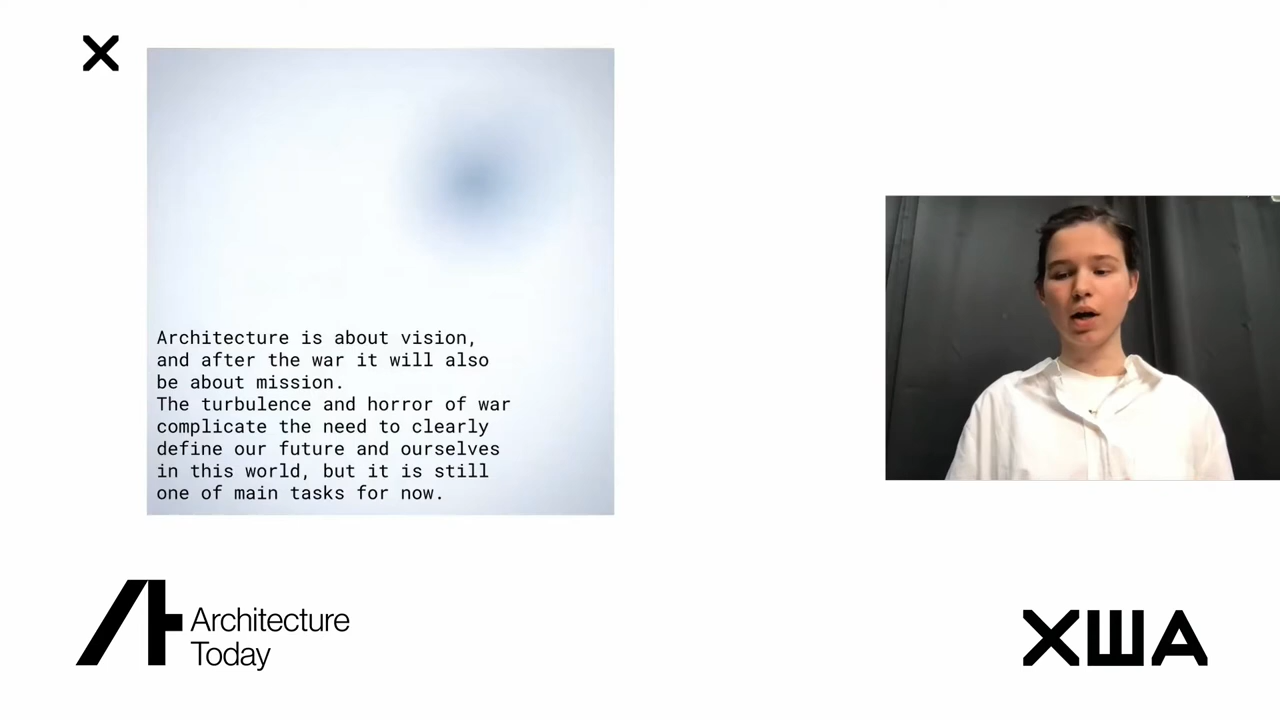 Architecture is about vision,
and after the war it will also
be about mission.
The turbulence and horror of war
complicate the need to clearly
define our future and ourselves
in this world, but it is still
one of main tasks for now.
Architecture
Today
ХША